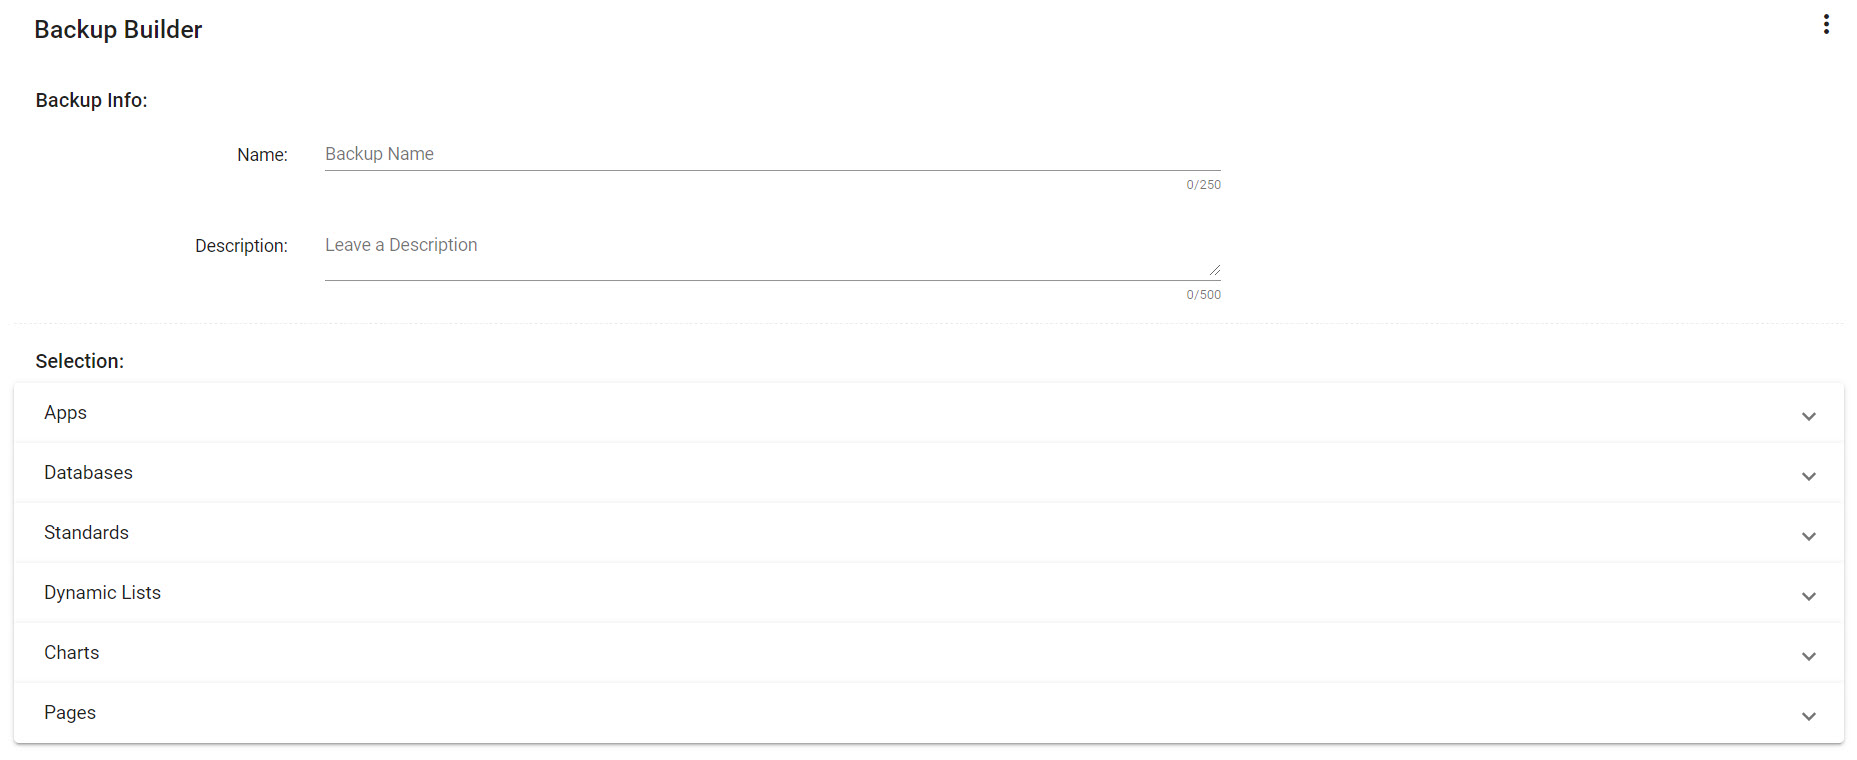 Backup Builder
Backup Info:
Name:
Backup Name
0/250
Description:
Leave a Description
0/500
Selection:
Apps
Databases
Standards
Dynamic Lists
Charts
Pages